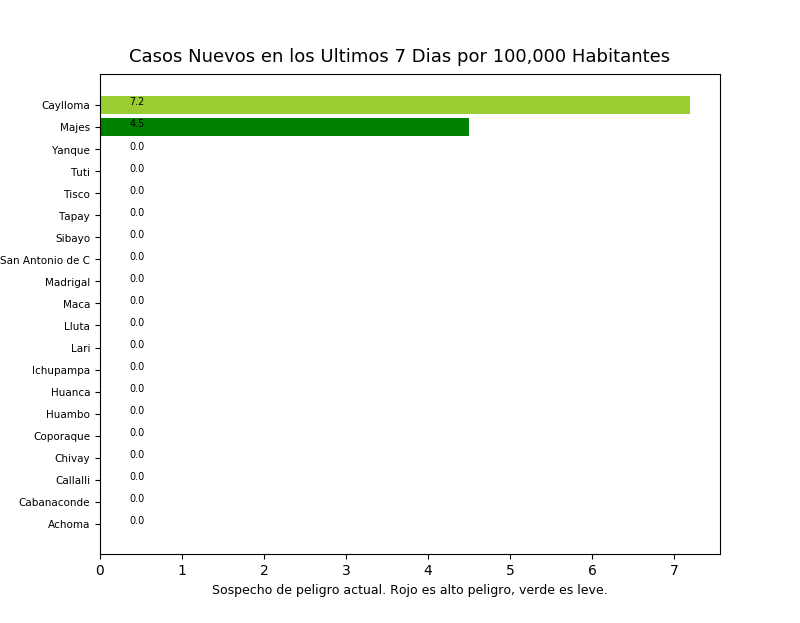 Casos Nuevos en los Ultimos 7 Dias por 100,000 Habitantes
Caylloma 7.2
Majes 4.5
Yanque 0.0
Tuti 0.0
Tisco 0.0
Tapay 0.0
Sibayo 0.0
San Antonio de C 0.0
Madrigal 0.0
Maca 0.0
Lluta 0.0
Lari 0.0
Ichupampa 0.0
Huanca 0.0
Huambo 0.0
Coporaque 0.0
Chivay 0.0
Callalli 0.0
Cabanaconde 0.0
Achoma 0.0
0 1 2 3 4 5 6 7
Sospecho de peligro actual. Rojo es alto peligro, verde es leve.